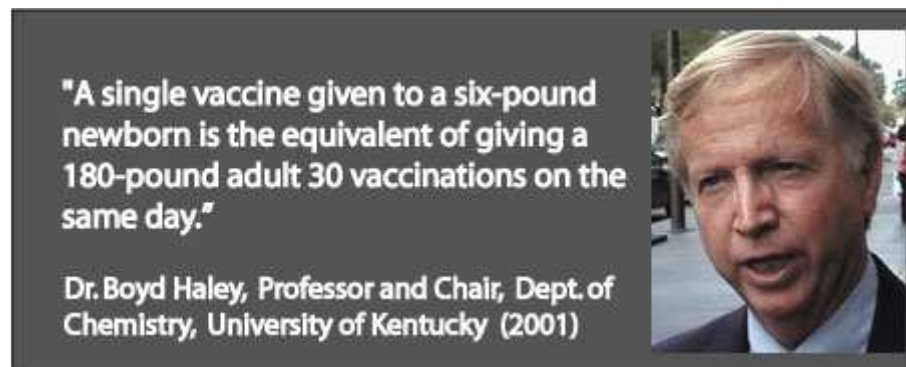 "A single vaccine given to a six-pound
newborn is the equivalent of giving a
180-pound adult 30 vaccinations on the
same day."
Dr. Boyd Haley, Professor and Chair, Dept. of
Chemistry, University of Kentucky (2001)